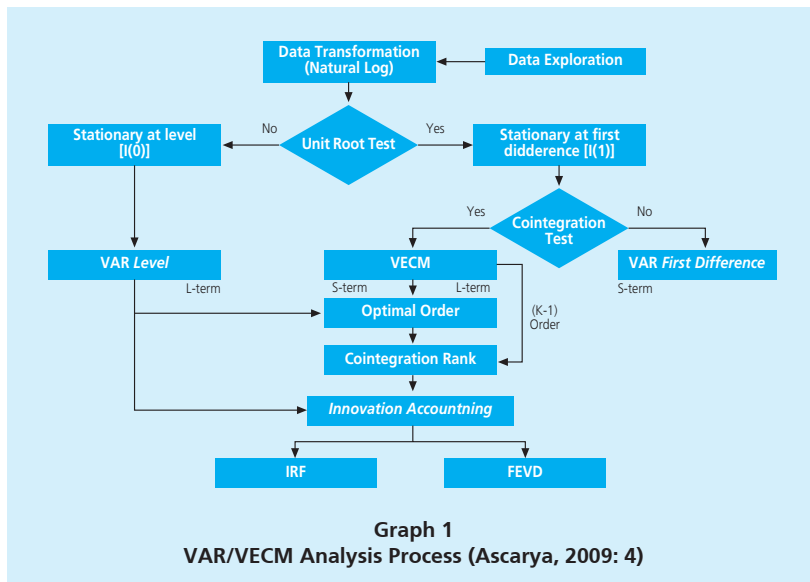 Data Transformation
(Natural Log)
Data Exploration
No
Yes
Stationary at level
[I(0)]
Unit Root Test
Stationary at first
didderence [I(1)]
Yes
No
Cointegration
Test
VAR Level
VECM
VAR First Difference
L-term
S-term
L-term
S-term
Optimal Order
(K-1)
Order
Cointegration Rank
Innovation Accountning
IRF
FEVD
Graph 1
VAR/VECM Analysis Process (Ascarya, 2009: 4)